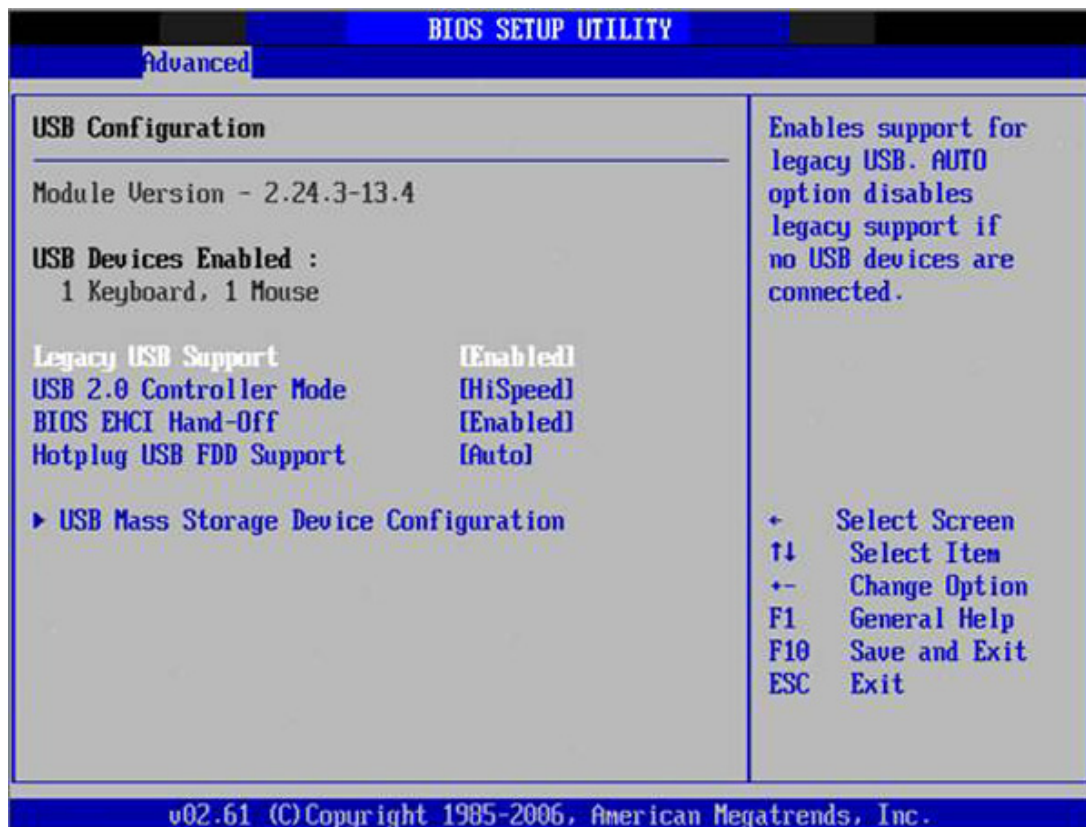 BIOS SETUP UTILITY
Advanced
USB Configuration
Module Version - 2.24.3-13.4
USB Devices Enabled :
1 Keyboard, 1 Mouse
Legacy USB Support [Enabled]
USB 2.0 Controller Mode [HiSpeed]
BIOS EHCI Hand-Off [Enabled]
Hotplug USB FDD Support [Auto]
▶ USB Mass Storage Device Configuration
Enables support for
legacy USB. AUTO
option disables
legacy support if
no USB devices are
connected.
← Select Screen
↑↓ Select Item
+- Change Option
F1 General Help
F10 Save and Exit
ESC Exit
v02.61 (C)Copyright 1985-2006, American Megatrends, Inc.